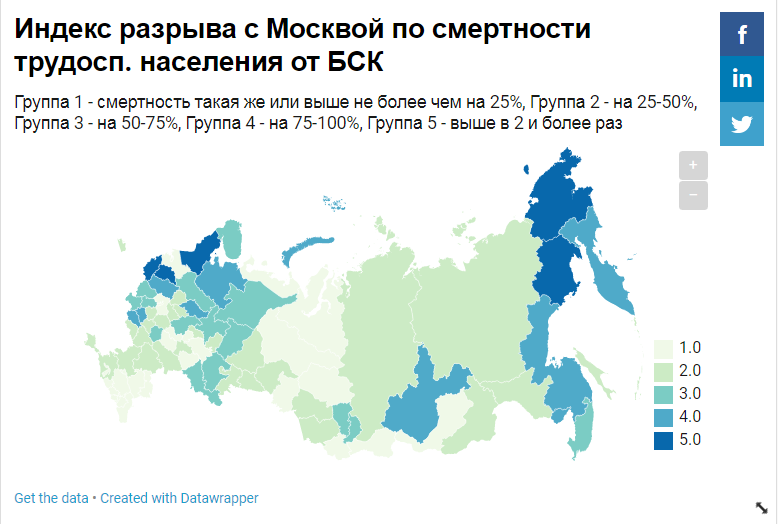 Индекс разрыва с Москвой по смертности
трудосп. населения от БСК
Группа 1 - смертность такая же или выше не более чем на 25%, Группа 2 - на 25-50%,
Группа 3 - на 50-75%, Группа 4 - на 75-100%, Группа 5 - выше в 2 и более раз
f
in
+
−
1.0
2.0
3.0
4.0
5.0
Get the data • Created with Datawrapper